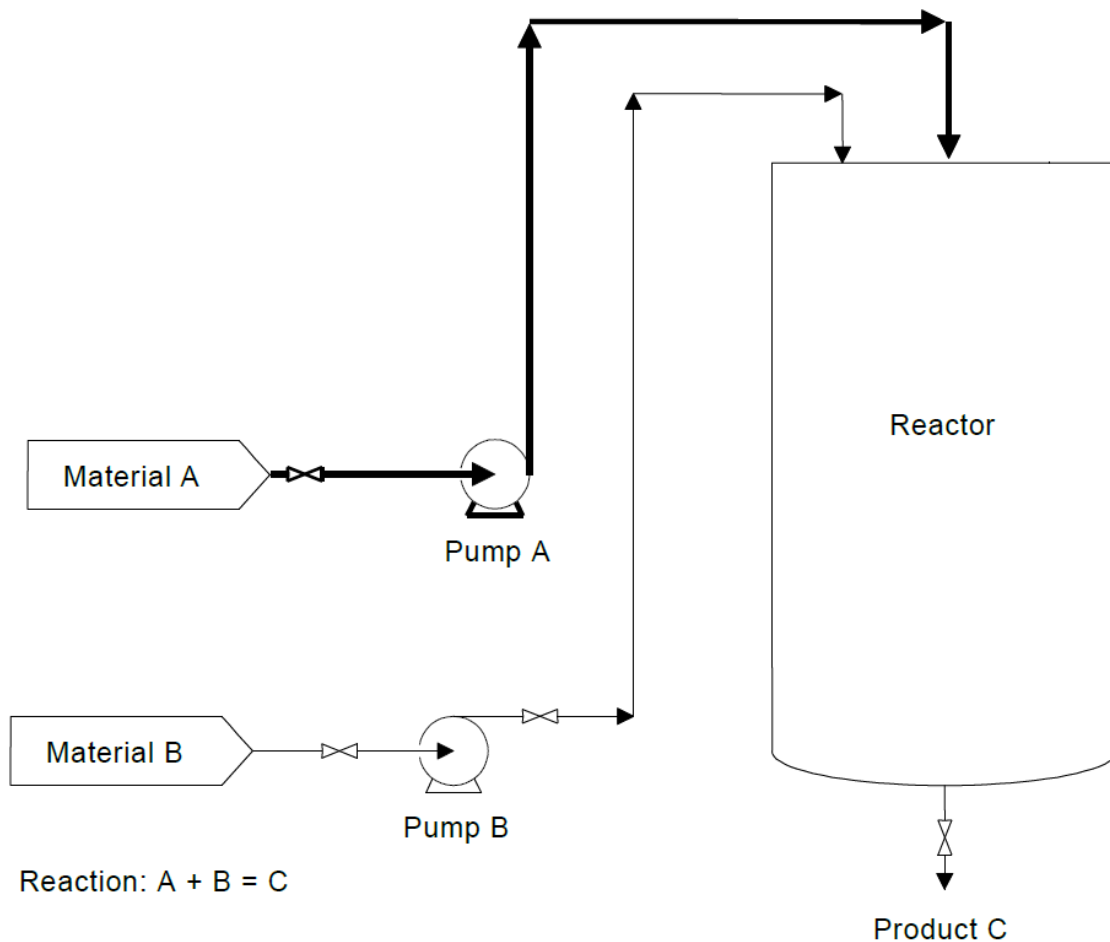 Reactor
Material A
Pump A
Material B
Pump B
Reaction: A + B = C
Product C